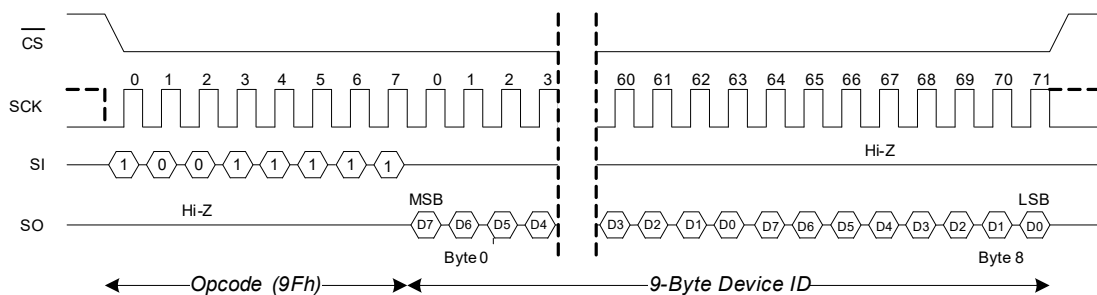 CS
0 1 2 3 4 5 6 7 0 1 2 3 60 61 62 63 64 65 66 67 68 69 70 71
SCK
Hi-Z
SI 1 0 0 1 1 1 1 1
MSB LSB
Hi-Z
SO D7 D6 D5 D4 D3 D2 D1 D0 D7 D6 D5 D4 D3 D2 D1 D0
Byte 0 Byte 8
Opcode (9Fh) 9-Byte Device ID